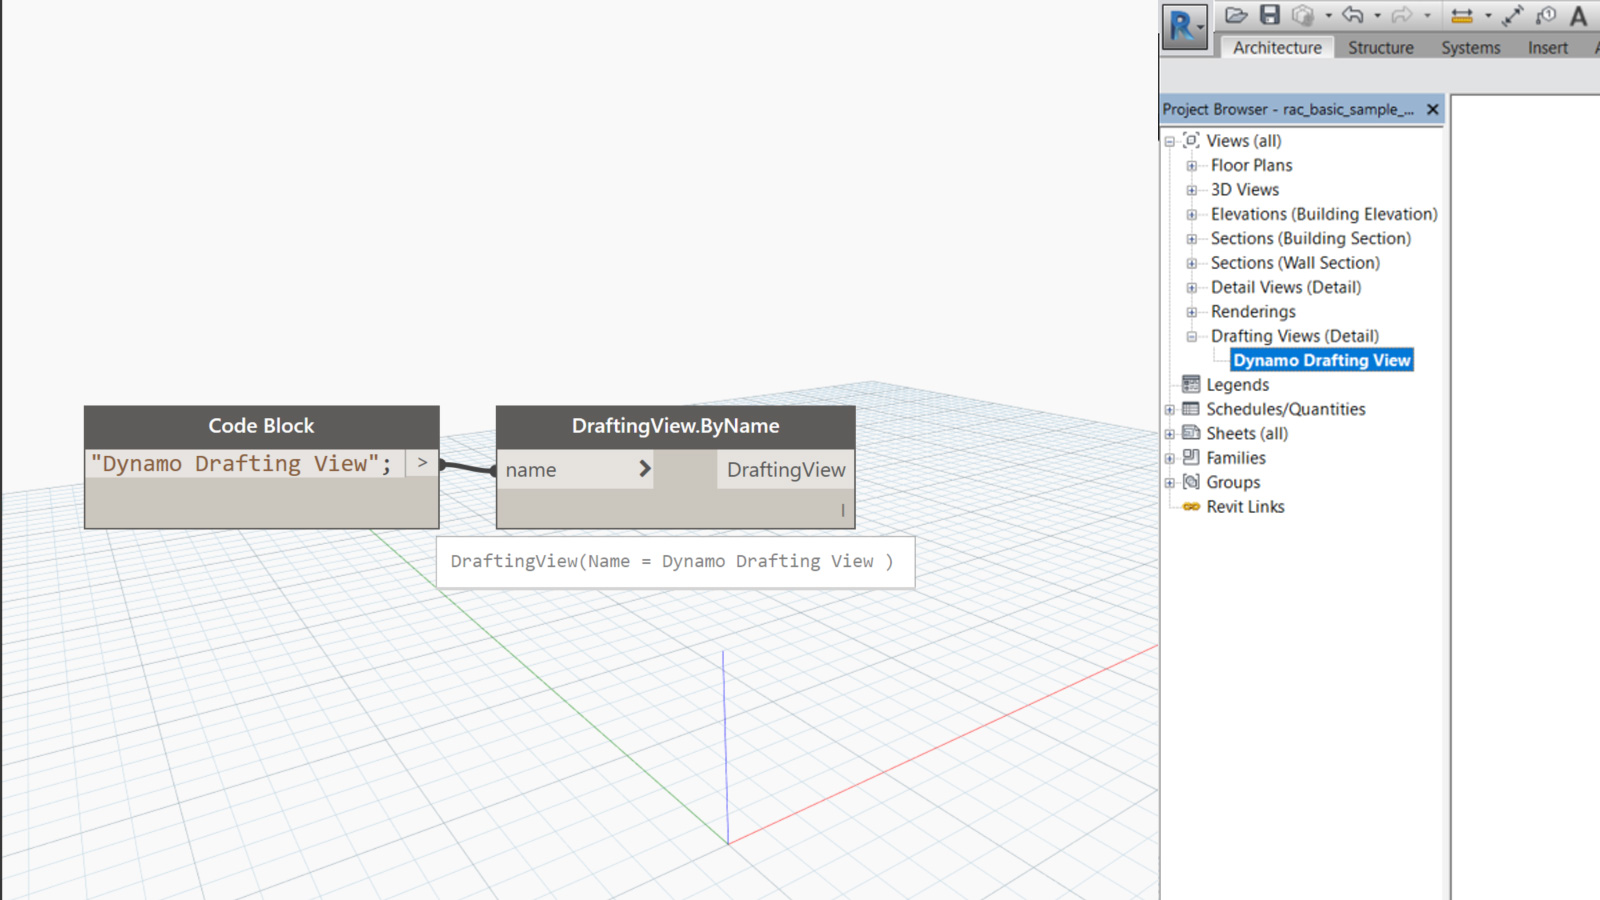 Code Block
"Dynamo Drafting View";
>
DraftingView.ByName
name
DraftingView
DraftingView(Name = Dynamo Drafting View )
R
A
Architecture
Structure
Systems
Insert
Project Browser - rac_basic_sample_...
Views (all)
Floor Plans
3D Views
Elevations (Building Elevation)
Sections (Building Section)
Sections (Wall Section)
Detail Views (Detail)
Renderings
Drafting Views (Detail)
Dynamo Drafting View
Legends
Schedules/Quantities
Sheets (all)
Families
Groups
Revit Links